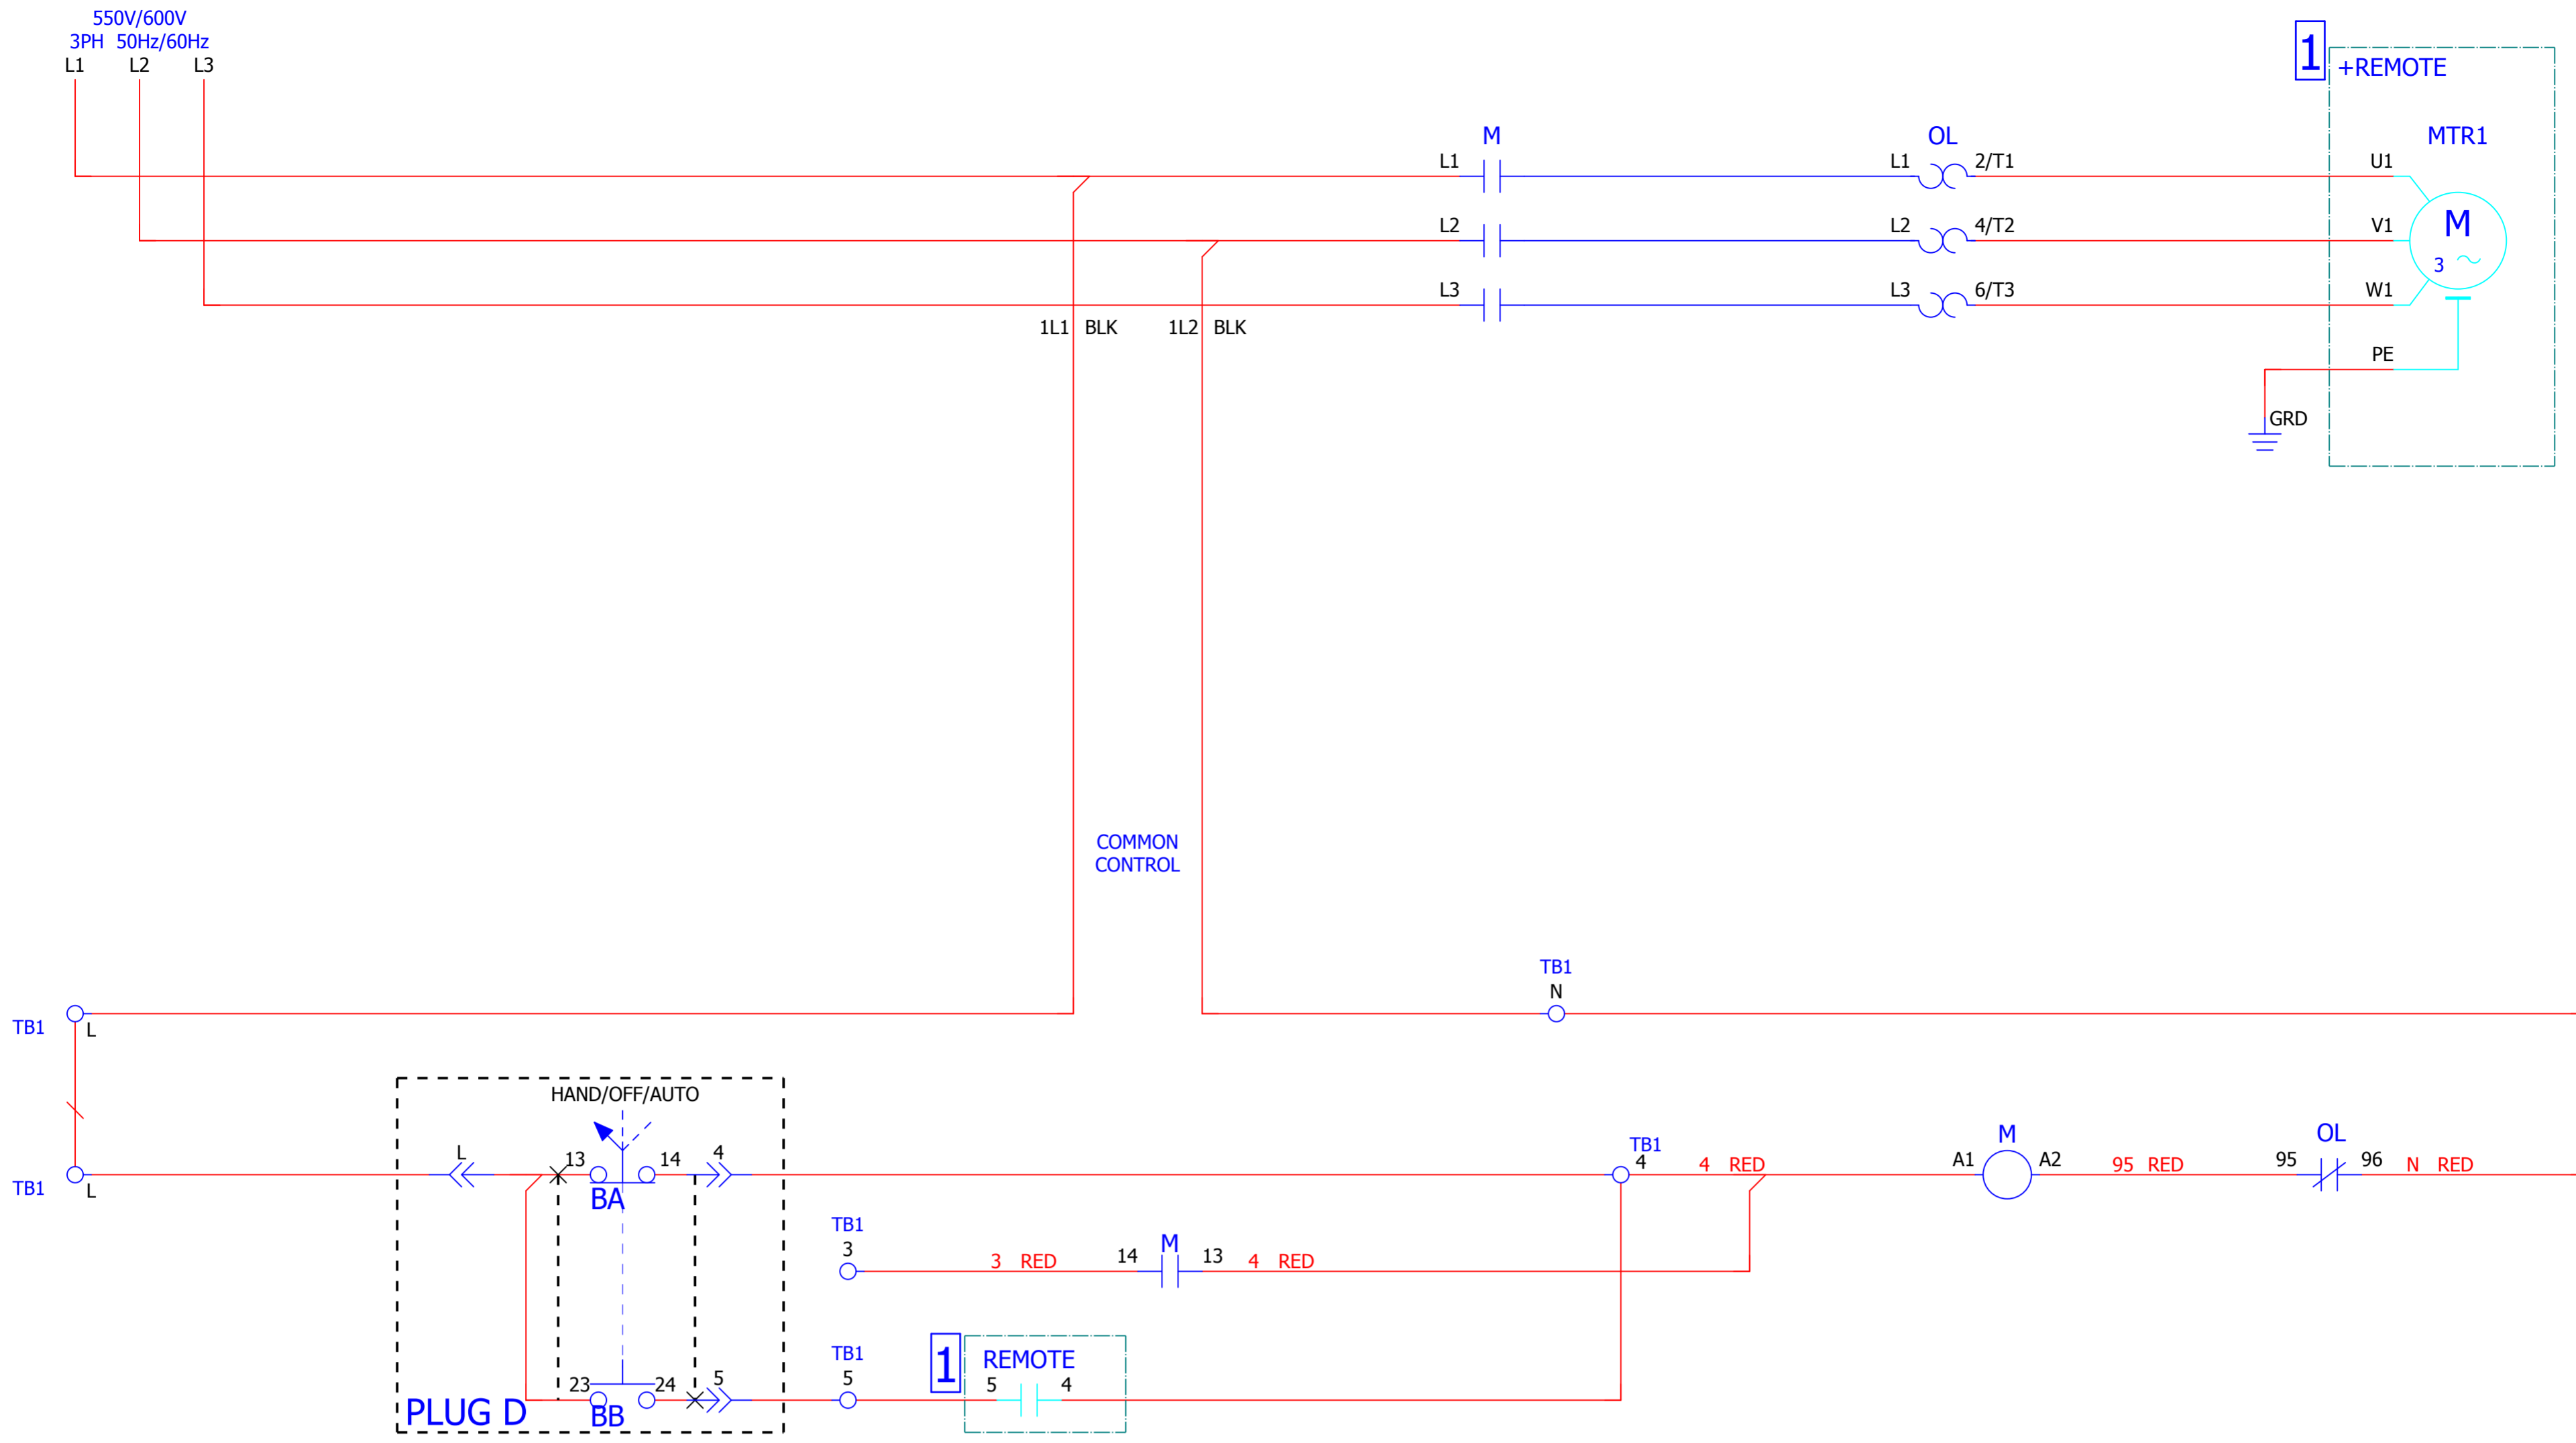 550V/600V
3PH 50Hz/60Hz
L1 L2 L3
1
+REMOTE
M
OL
MTR1
L1
L1
2/T1
U1
L2
L2
4/T2
V1
M
3
L3
L3
6/T3
W1
1L1 BLK
1L2 BLK
PE
GRD
COMMON
CONTROL
TB1
N
TB1
L
HAND/OFF/AUTO
L
13
14
4
BA
TB1
L
TB1
4
4 RED
M
A1
A2
95 RED
OL
95
96
N RED
TB1
3
3 RED
14
M
13
4 RED
TB1
5
1
REMOTE
5
4
23
24
5
BB
PLUG D